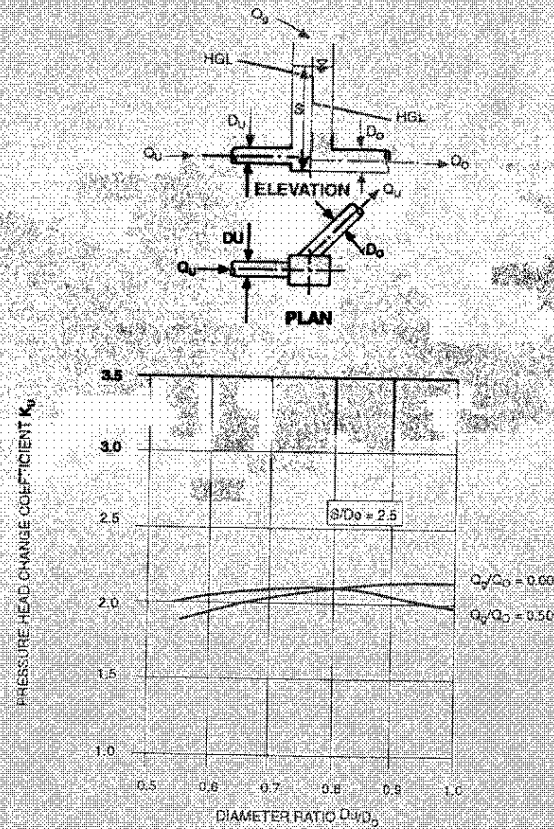 Qg
HGL
S
HGL
Du
Do
Qu
Do
ELEVATION
Qu
DU
Do
Qu
PLAN
PRESSURE HEAD CHANGE COEFFICIENT Ku
3.5
3.0
2.5
S/Do = 2.5
Qg/QO = 0.00
2.0
Qg/QO = 0.50
1.5
1.0
0.5 0.6 0.7 0.8 0.9 1.0
DIAMETER RATIO Du/Do